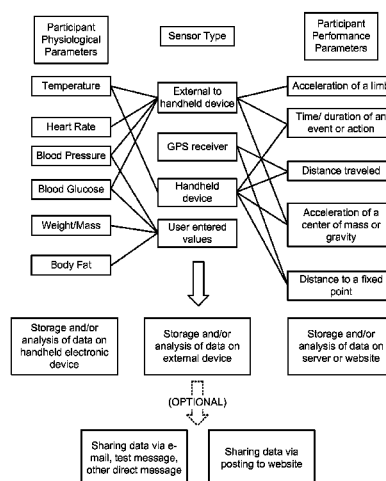 Participant
Physiological
Parameters
Sensor Type
Participant
Performance
Parameters
Temperature
Heart Rate
Blood Pressure
Blood Glucose
Weight/Mass
Body Fat
External to
handheld device
GPS receiver
Handheld
device
User entered
values
Acceleration of a limb
Time/ duration of an
event or action
Distance traveled
Acceleration of a
center of mass or
gravity
Distance to a fixed
point
Storage and/or
analysis of data on
handheld electronic
device
Storage and/or
analysis of data on
external device
Storage and/or
analysis of data on
server or website
(OPTIONAL)
Sharing data via e-
mail, test message,
other direct message
Sharing data via
posting to website